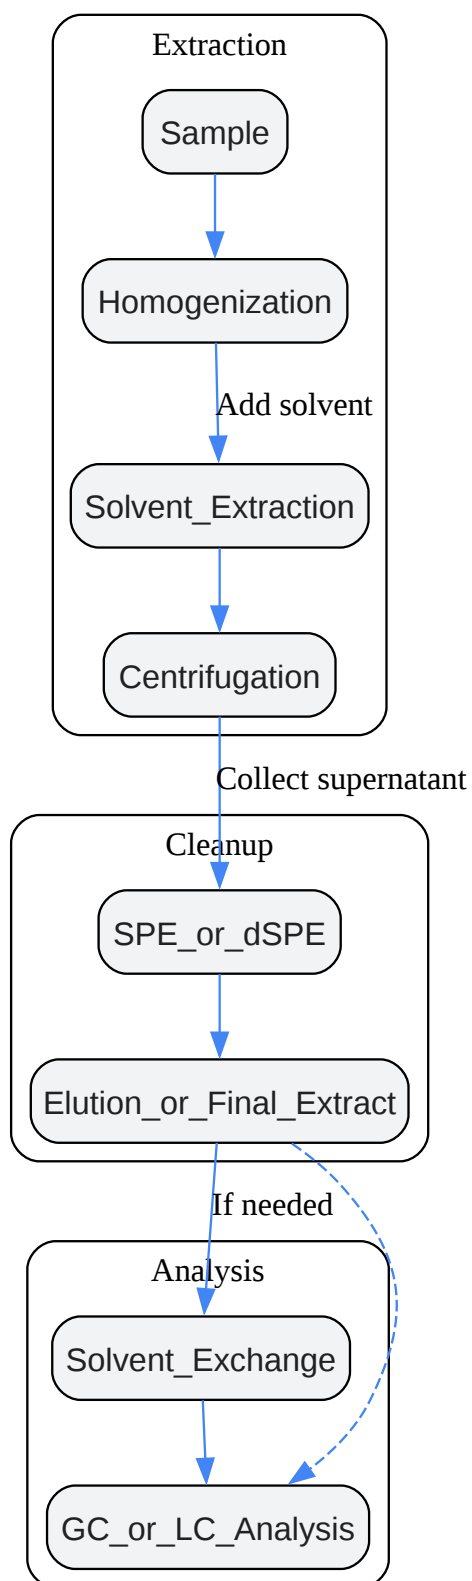 Extraction
Sample
Homogenization
Add solvent
Solvent_Extraction
Centrifugation
Collect supernatant
Cleanup
SPE_or_dSPE
Elution_or_Final_Extract
If needed
Analysis
Solvent_Exchange
GC_or_LC_Analysis